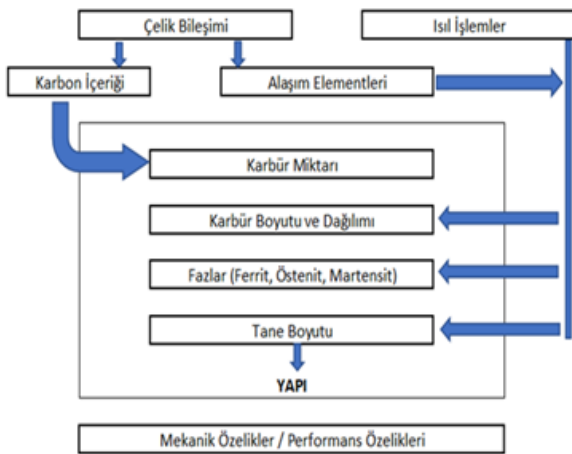 Çelik Bileşimi
Isıl İşlemler
Karbon İçeriği
Alaşım Elementleri
Karbür Miktarı
Karbür Boyutu ve Dağılımı
Fazlar (Ferrit, Östenit, Martensit)
Tane Boyutu
YAPI
Mekanik Özelikler / Performans Özelikleri